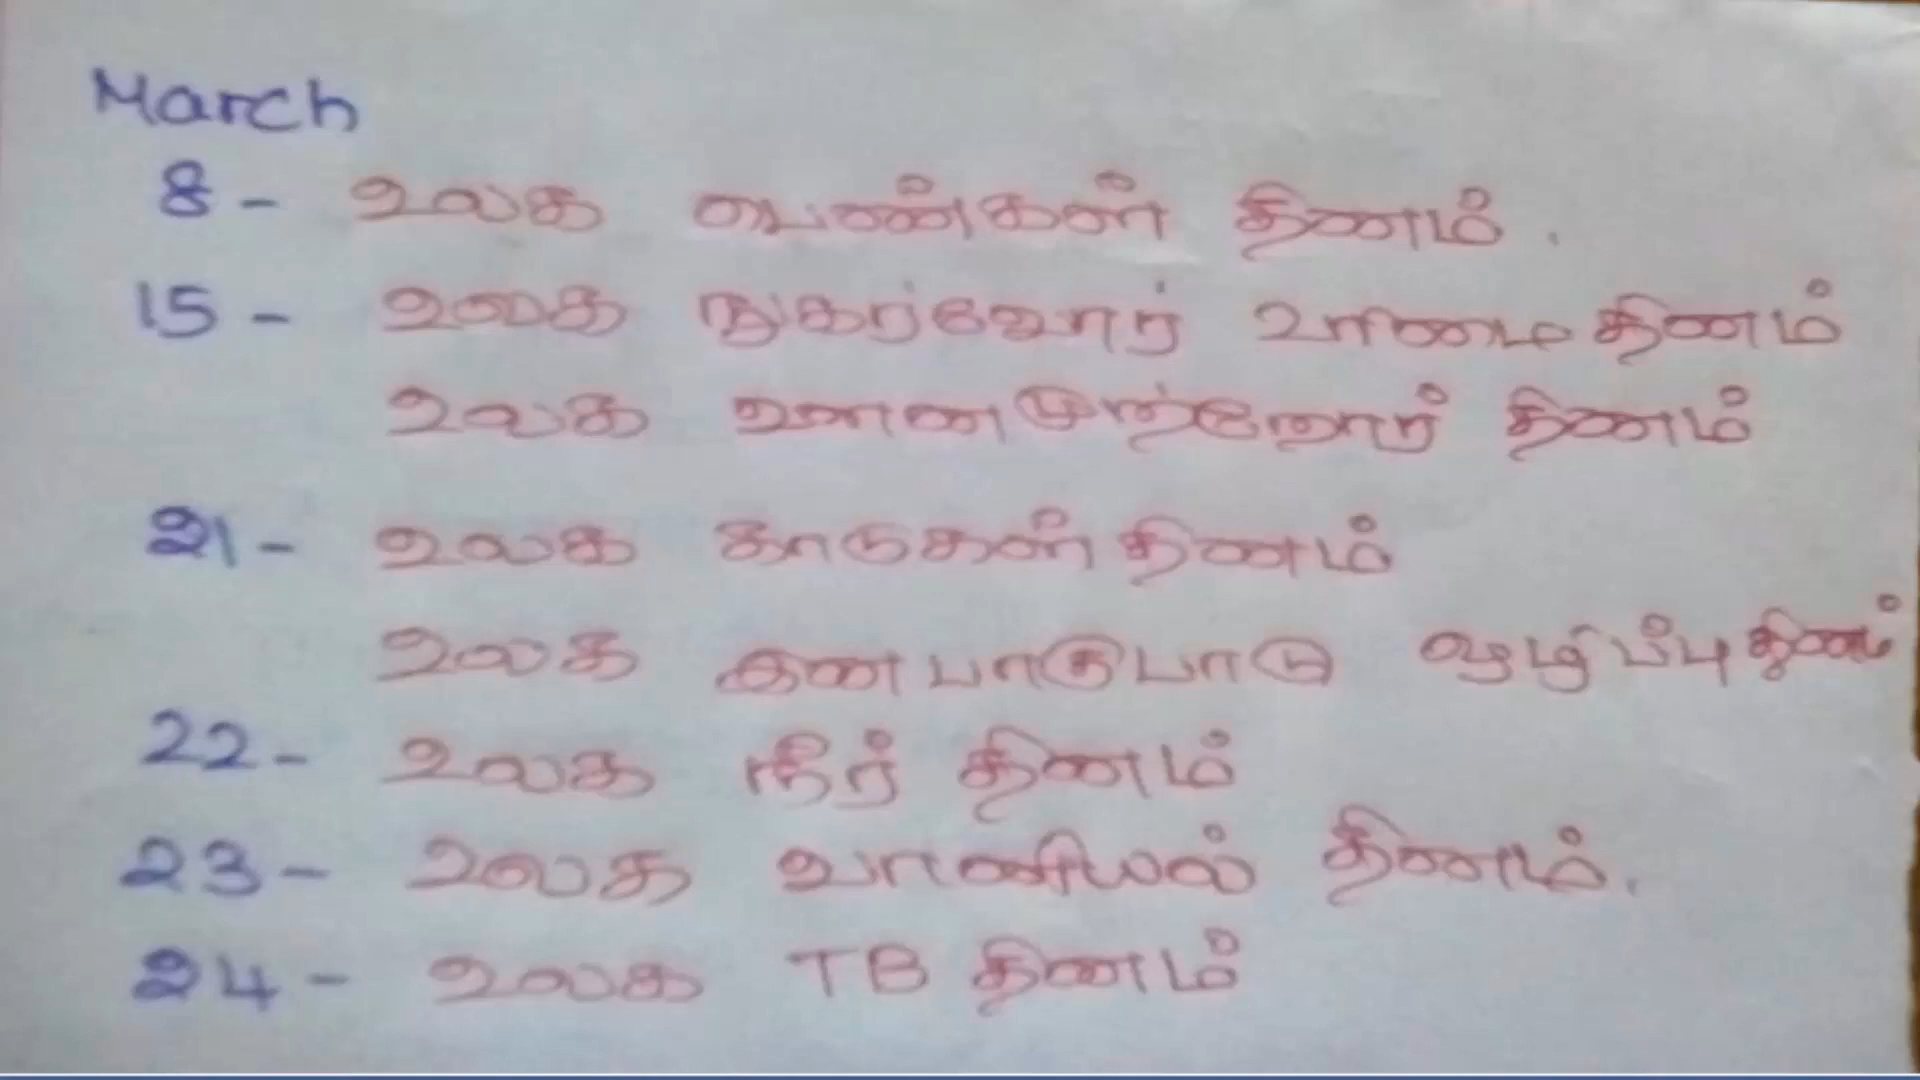 March
8 - உலக பெண்கள் தினம்.
15 - உலக நுகர்வோர் உரிமை தினம்
உலக ஊனமுற்றோர் தினம்
21 - உலக காடுகள் தினம்
உலக இனபாகுபாடு ஒழிப்பு தினம்
22 - உலக நீர் தினம்
23 - உலக வானியல் தினம்.
24 - உலக TB தினம்